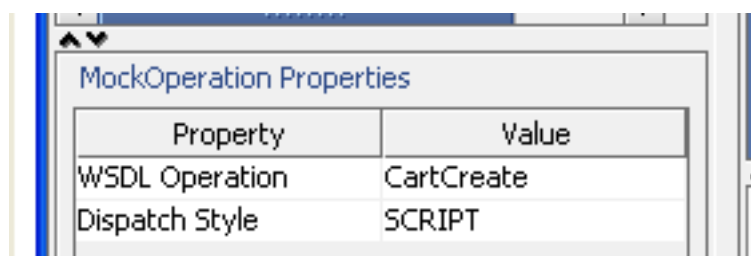 MockOperation Properties
Property Value
WSDL Operation CartCreate
Dispatch Style SCRIPT